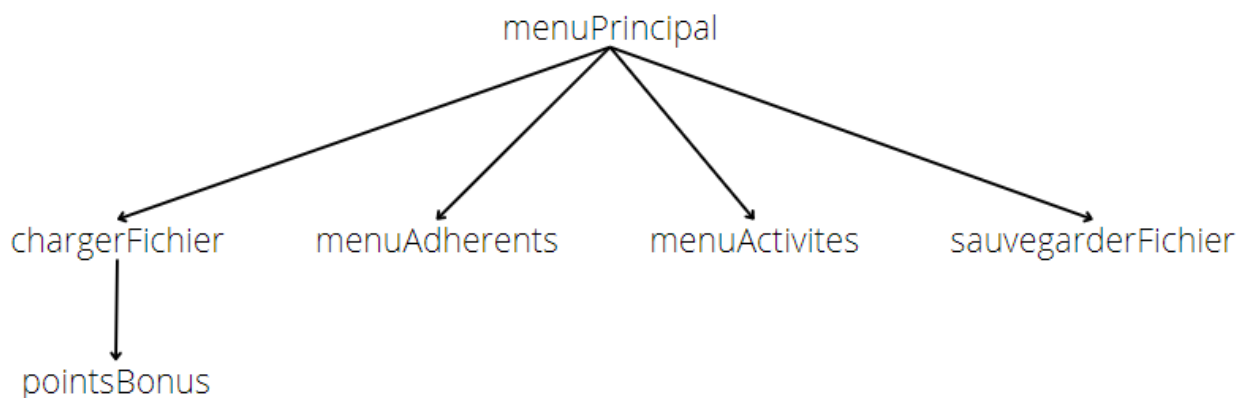 menuPrincipal
chargerFichier menuAdherents menuActivites sauvegarderFichier
pointsBonus